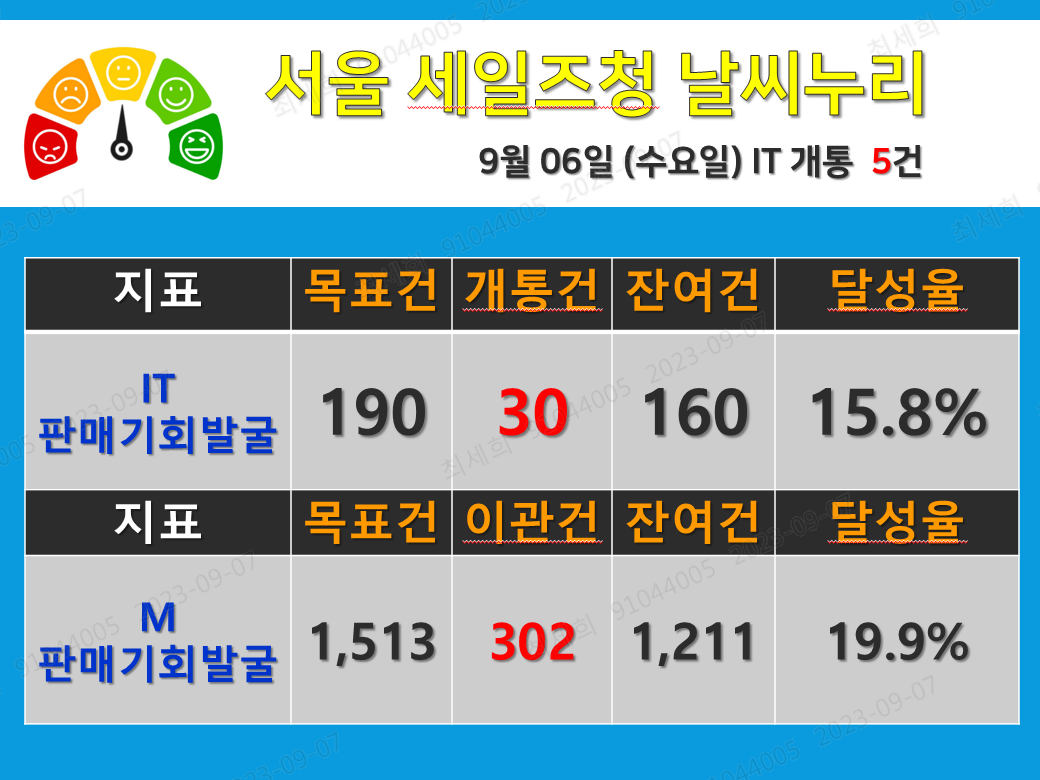 서울 세일즈청 날씨누리
9월 06일 (수요일) IT 개통 5건
지표 목표건 개통건 잔여건 달성율
IT
판매기회발굴 190 30 160 15.8%
지표 목표건 이관건 잔여건 달성율
M
판매기회발굴 1,513 302 1,211 19.9%
최세희 91044005 2023-09-07